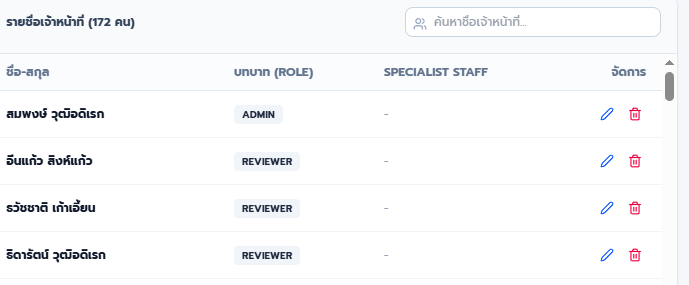 รายชื่อเจ้าหน้าที่ (172 คน)
ค้นหาชื่อเจ้าหน้าที่...
ชื่อ-สกุล บทบาท (ROLE) SPECIALIST STAFF จัดการ
สมพงษ์ วุฒิอดิเรก ADMIN -
อึนแก้ว สิงห์แก้ว REVIEWER -
ธวัชชาติ เก้าเอี้ยน REVIEWER -
ธิดารัตน์ วุฒิอดิเรก REVIEWER -